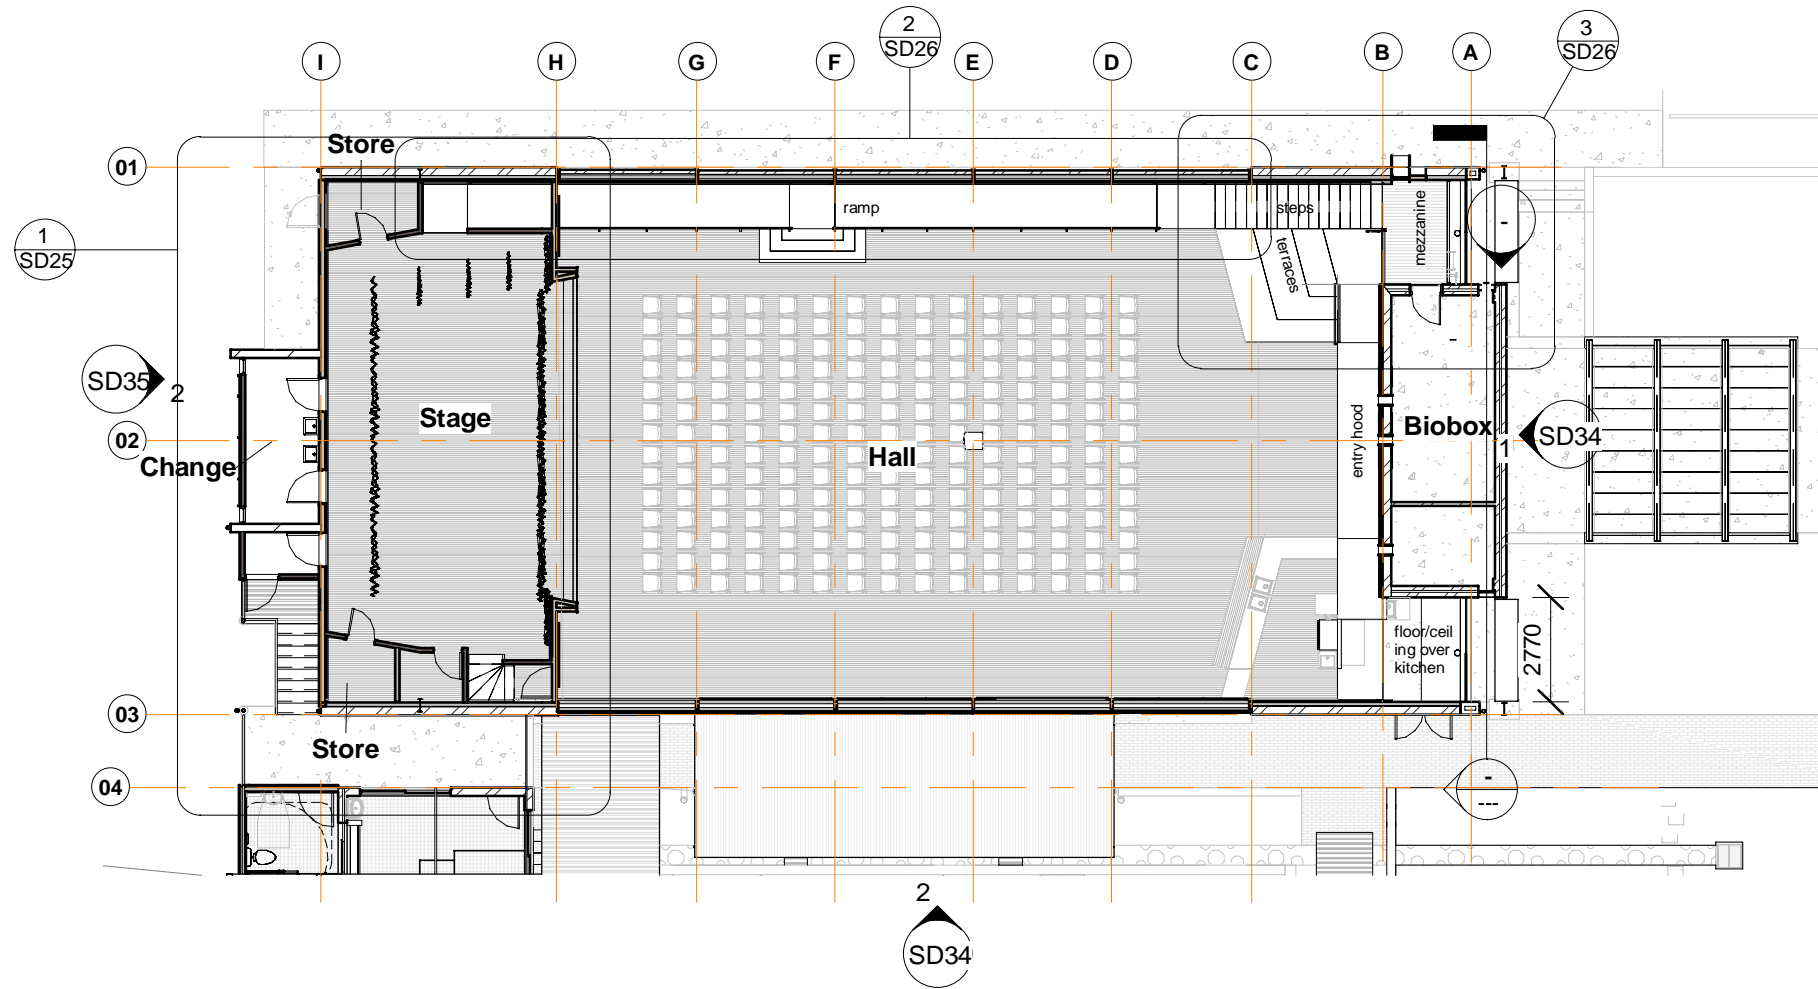 2
SD26
3
SD26
I
H
G
F
E
D
C
B
A
Store
01
ramp
steps
mezzanine
-
1
SD25
terraces
-
SD35
2
Stage
02
Change
Hall
entry hood
Biobox
1
SD34
floor/ceil
ing over
kitchen
2770
03
Store
04
-
---
2
SD34